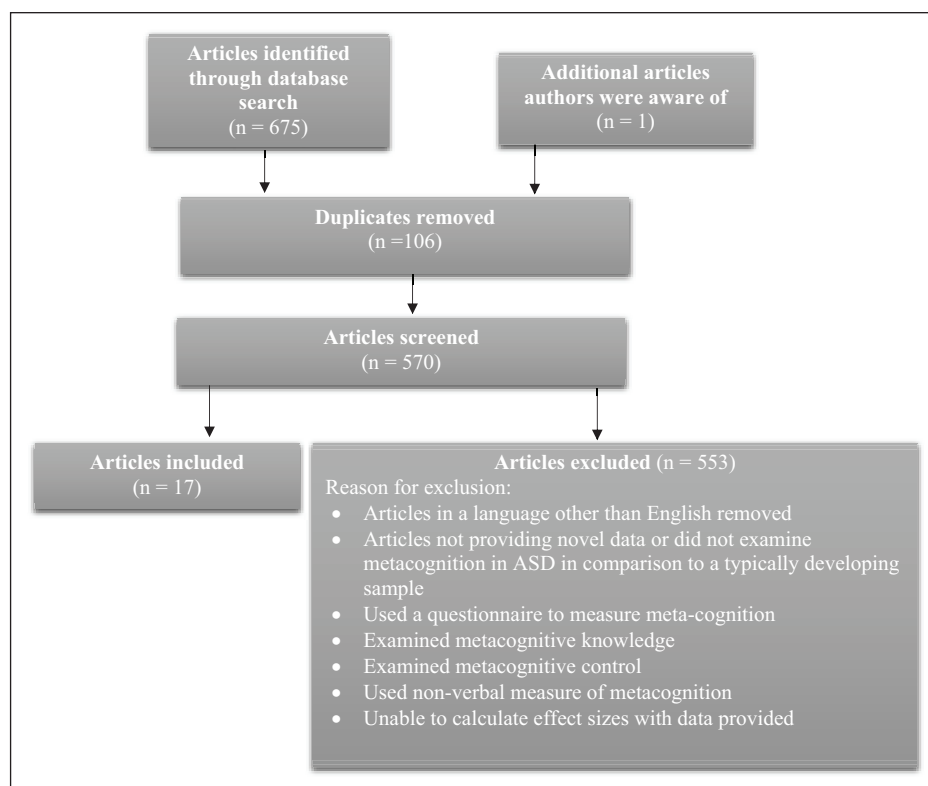 Articles identified
through database
search
(n = 675)
Additional articles
authors were aware of
(n = 1)
Duplicates removed
(n =106)
Articles screened
(n = 570)
Articles included
(n = 17)
Articles excluded (n = 553)
Reason for exclusion:
• Articles in a language other than English removed
• Articles not providing novel data or did not examine
metacognition in ASD in comparison to a typically developing
sample
• Used a questionnaire to measure meta-cognition
• Examined metacognitive knowledge
• Examined metacognitive control
• Used non-verbal measure of metacognition
• Unable to calculate effect sizes with data provided